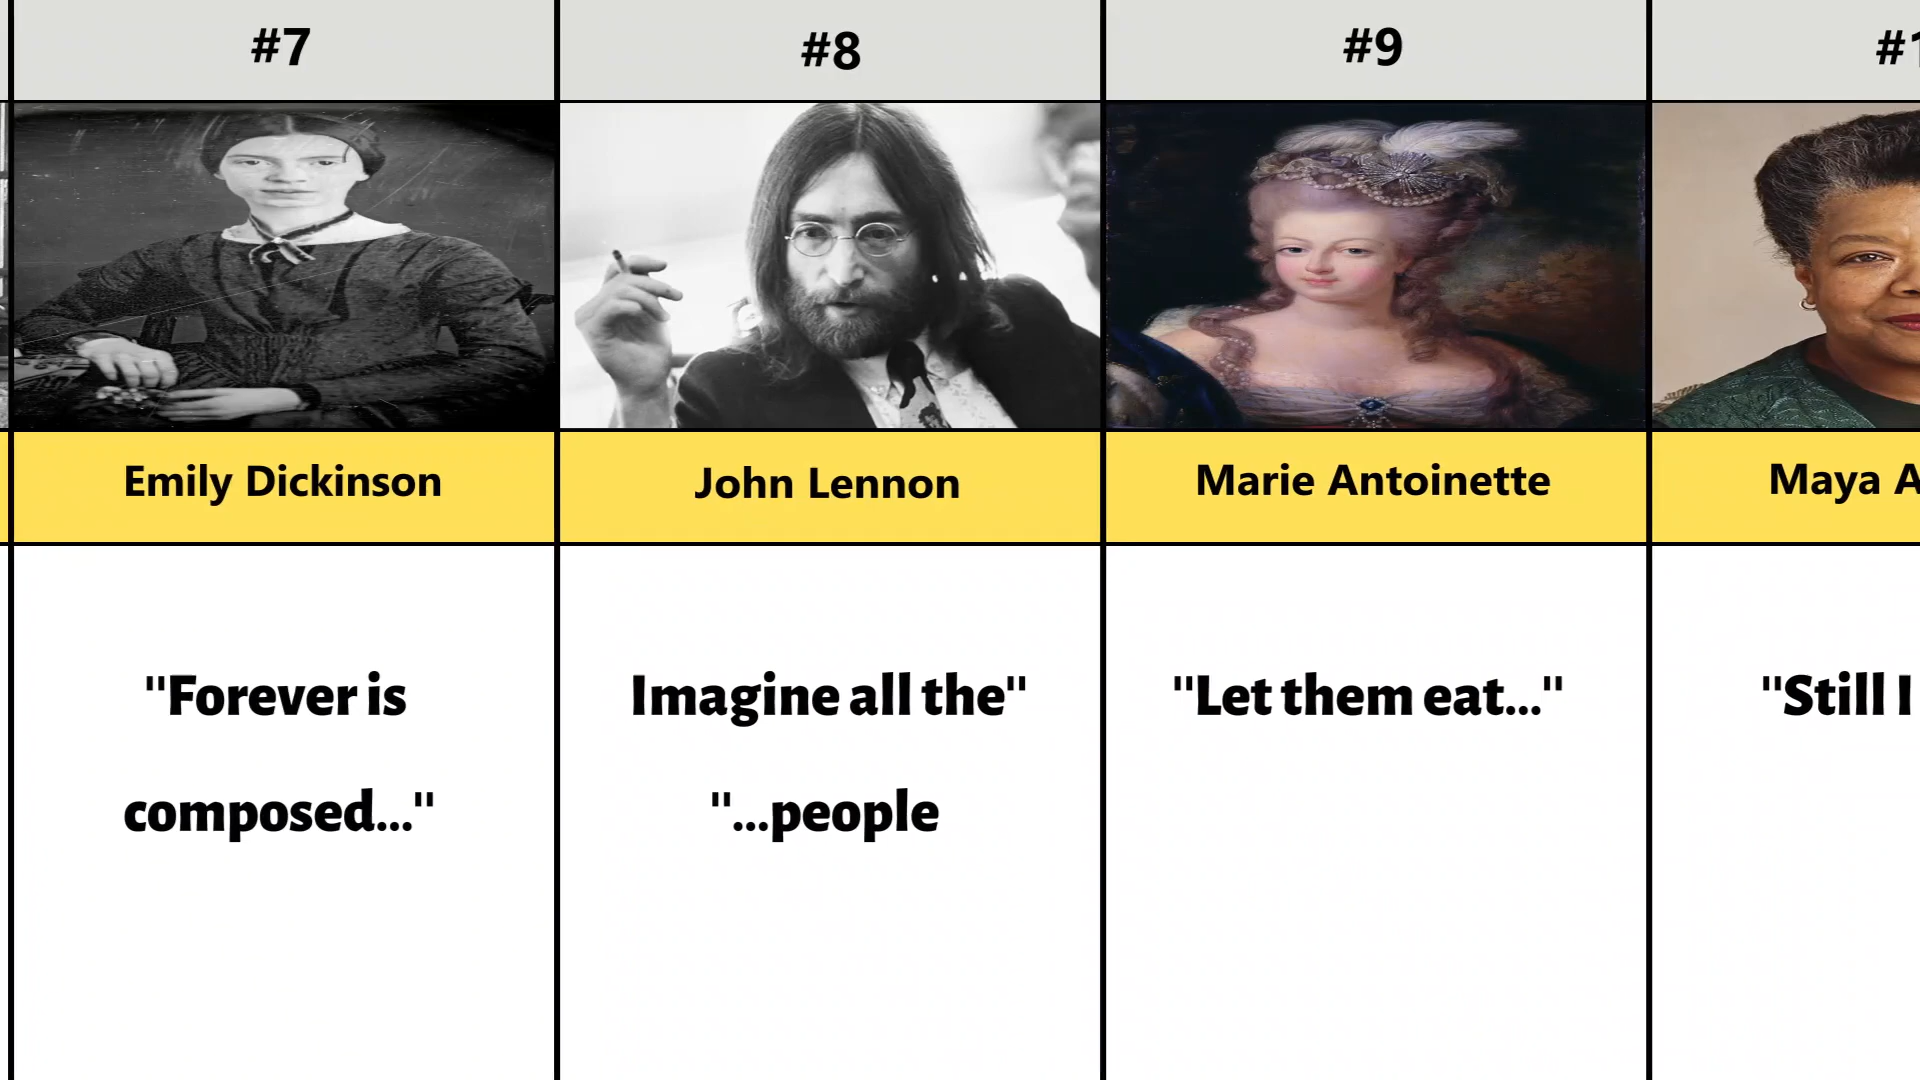 #7
#8
#9
#1
Emily Dickinson
John Lennon
Marie Antoinette
Maya A
"Forever is
composed..."
Imagine all the"
"...people
"Let them eat..."
"Still I